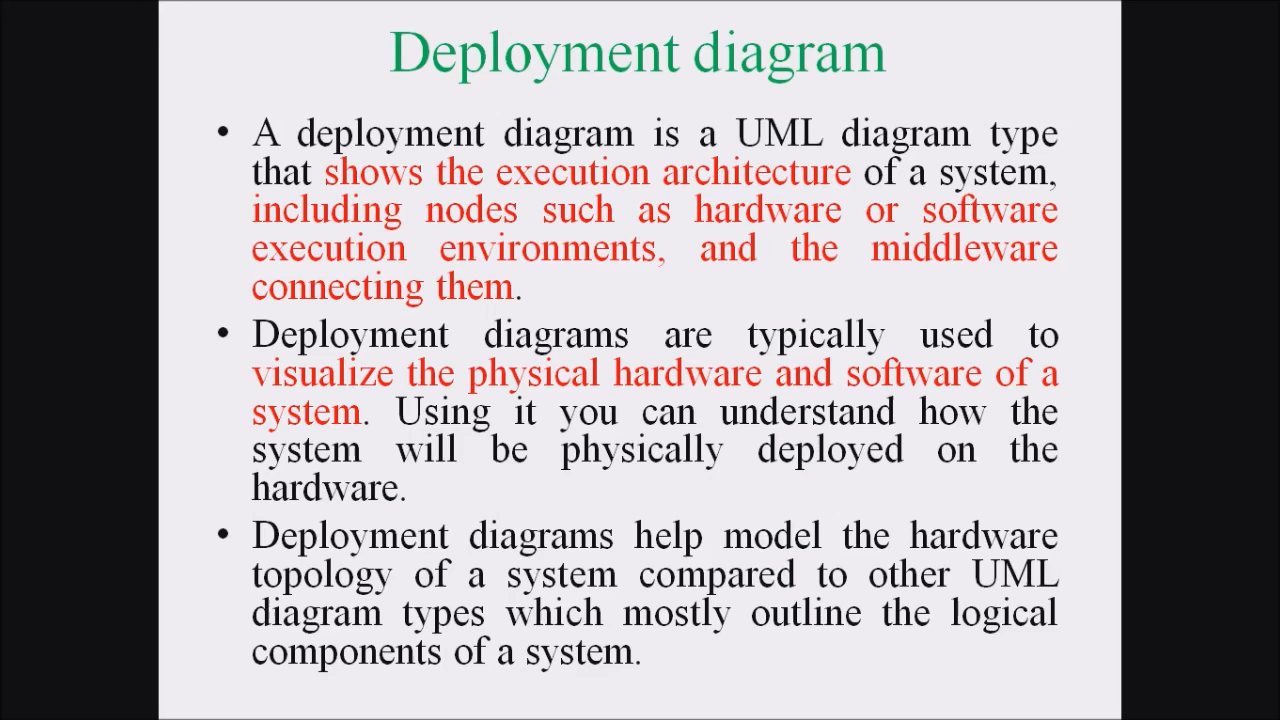 Deployment diagram
• A deployment diagram is a UML diagram type
that shows the execution architecture of a system,
including nodes such as hardware or software
execution environments, and the middleware
connecting them.
• Deployment diagrams are typically used to
visualize the physical hardware and software of a
system. Using it you can understand how the
system will be physically deployed on the
hardware.
• Deployment diagrams help model the hardware
topology of a system compared to other UML
diagram types which mostly outline the logical
components of a system.